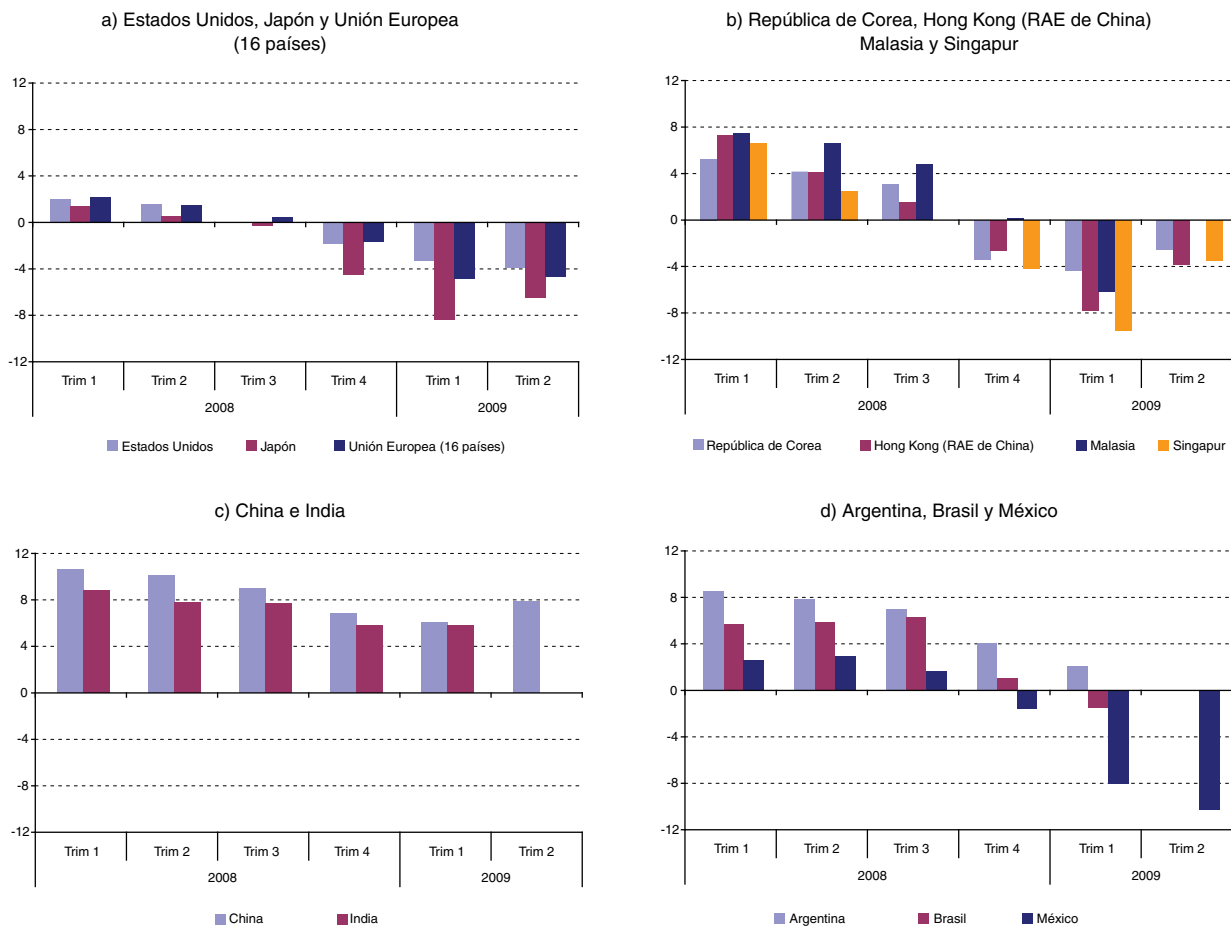 a) Estados Unidos, Japón y Unión Europea
(16 países)
12
8
4
0
-4
-8
-12
Trim 1 Trim 2 Trim 3 Trim 4 Trim 1 Trim 2
2008 2009
Estados Unidos Japón Unión Europea (16 países)
b) República de Corea, Hong Kong (RAE de China)
Malasia y Singapur
12
8
4
0
-4
-8
-12
Trim 1 Trim 2 Trim 3 Trim 4 Trim 1 Trim 2
2008 2009
República de Corea Hong Kong (RAE de China) Malasia Singapur
c) China e India
12
8
4
0
-4
-8
-12
Trim 1 Trim 2 Trim 3 Trim 4 Trim 1 Trim 2
2008 2009
China India
d) Argentina, Brasil y México
12
8
4
0
-4
-8
-12
Trim 1 Trim 2 Trim 3 Trim 4 Trim 1 Trim 2
2008 2009
Argentina Brasil México